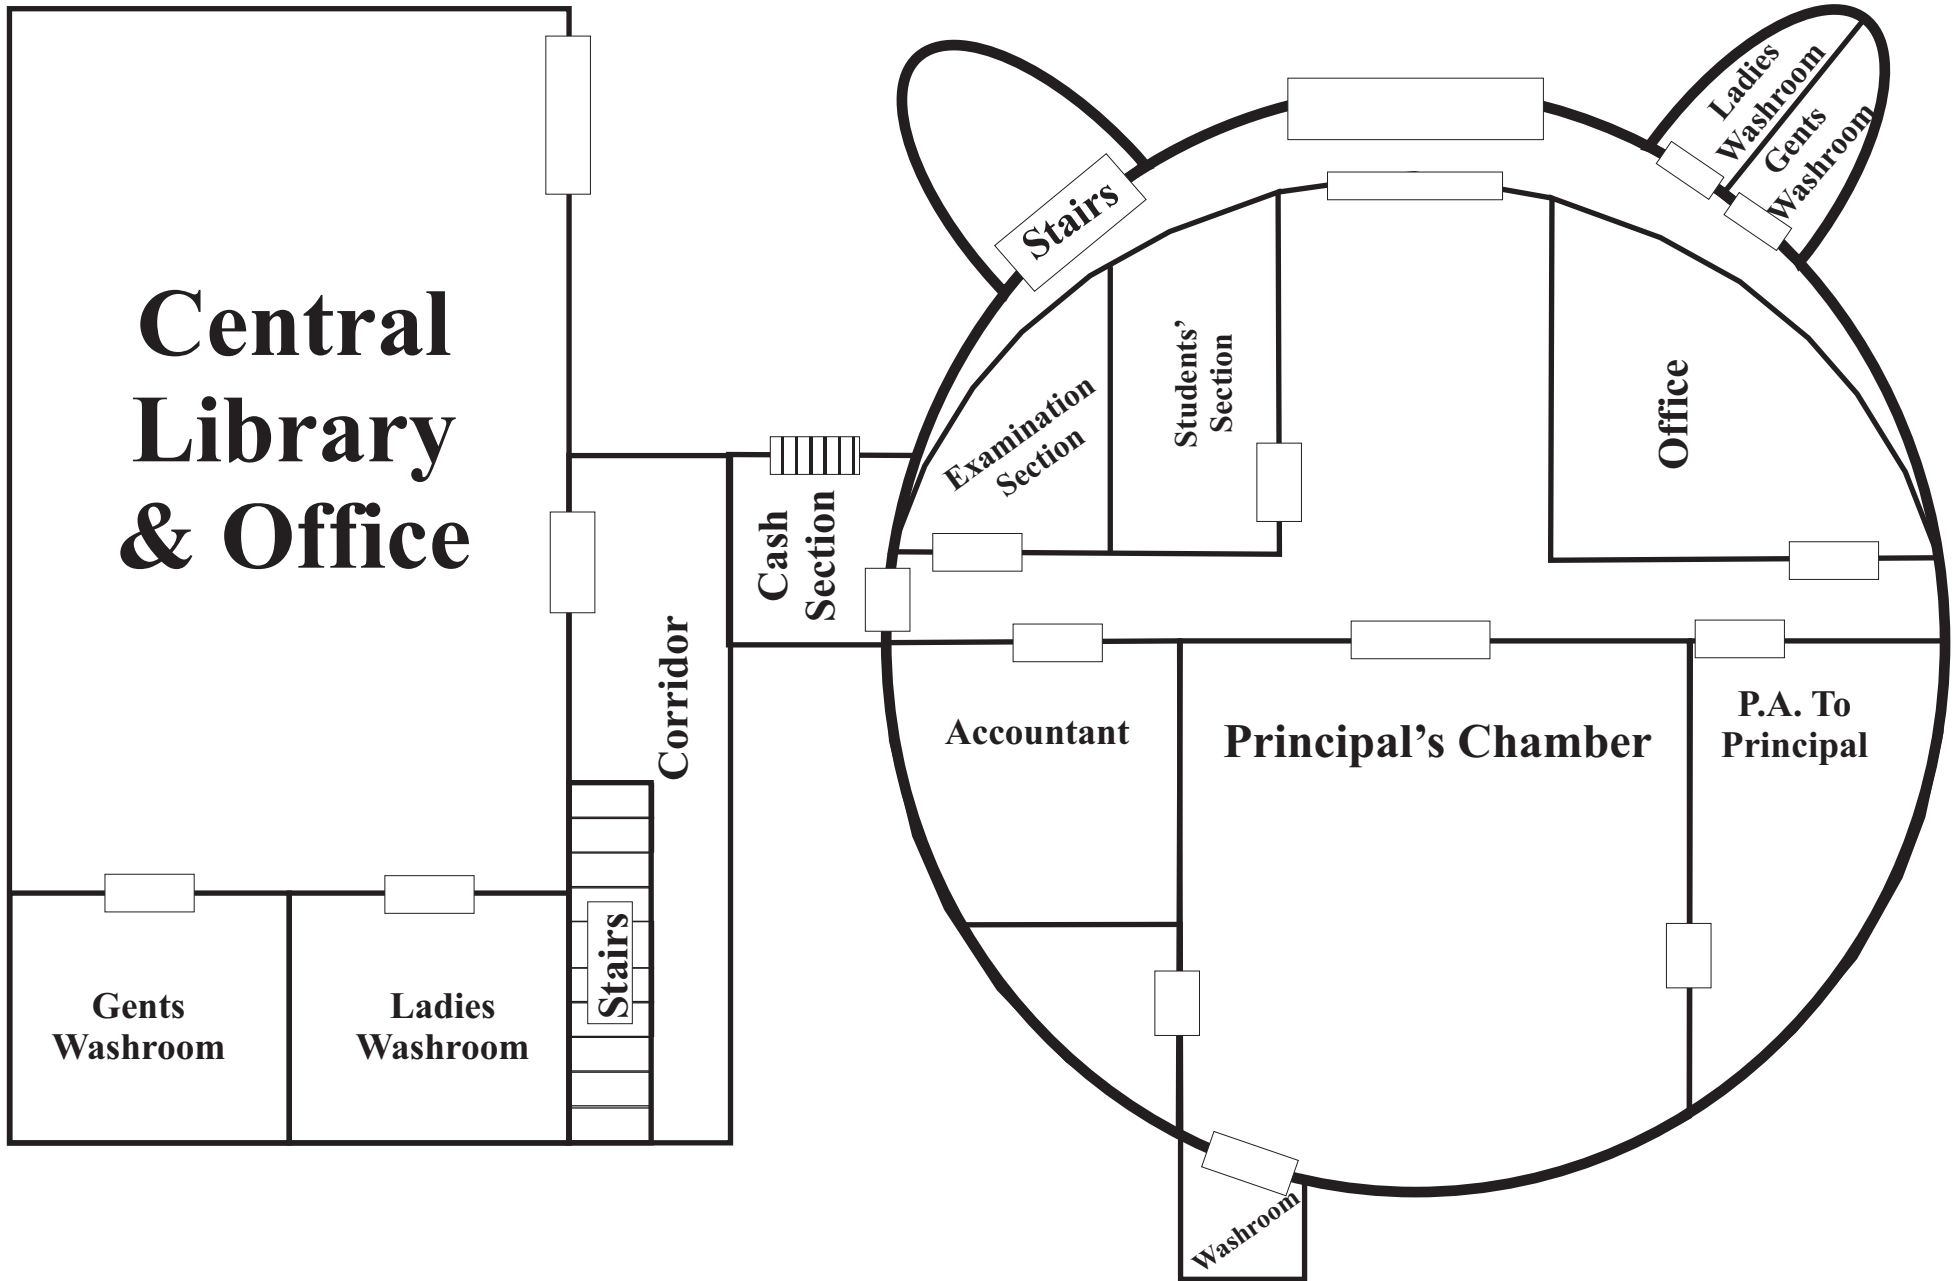 Central
Library
& Office
Gents
Washroom
Ladies
Washroom
Stairs
Corridor
Cash
Section
Stairs
Ladies
Washroom
Gents
Washroom
Examination
Section
Students’
Section
Office
Accountant
Principal’s Chamber
P.A. To
Principal
Washroom